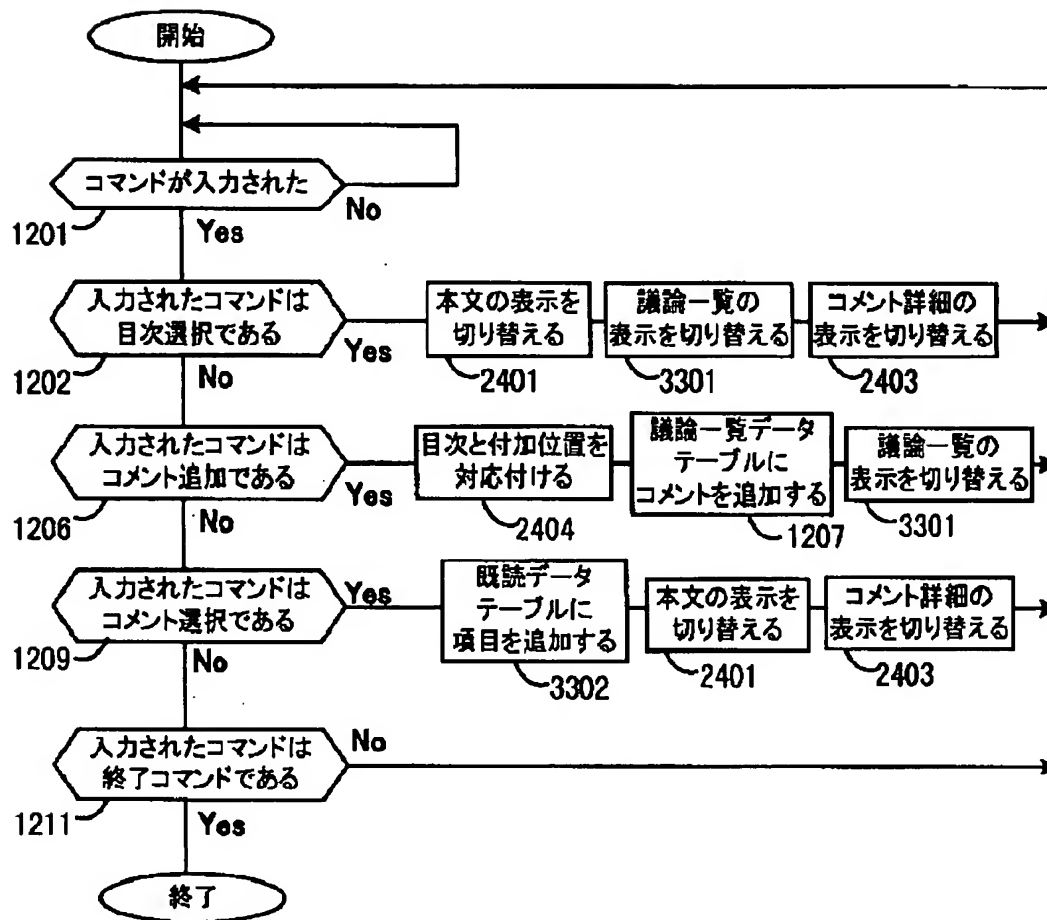 開始
コマンドが入力された
No
1201
Yes
入力されたコマンドは
目次選択である
Yes
1202
No
本文の表示を
切り替える
2401
議論一覧の
表示を切り替える
3301
コメント詳細の
表示を切り替える
2403
入力されたコマンドは
コメント追加である
Yes
1206
No
目次と付加位置を
対応付ける
2404
議論一覧データ
テーブルに
コメントを追加する
1207
議論一覧の
表示を切り替える
3301
入力されたコマンドは
コメント選択である
Yes
1209
No
既読データ
テーブルに
項目を追加する
3302
本文の表示を
切り替える
2401
コメント詳細の
表示を切り替える
2403
入力されたコマンドは
終了コマンドである
No
1211
Yes
終了